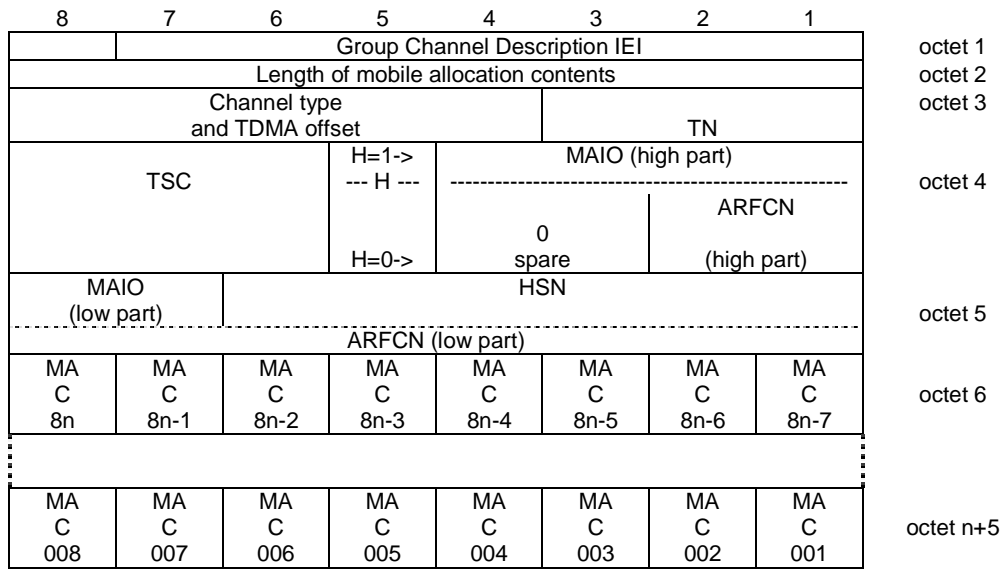 8 7 6 5 4 3 2 1
Group Channel Description IEI octet 1
Length of mobile allocation contents octet 2
Channel type octet 3
and TDMA offset TN
H=1-> MAIO (high part)
TSC --- H --- ------------------------------------------------------ octet 4
ARFCN
0
H=0-> spare (high part)
MAIO HSN
(low part) octet 5
ARFCN (low part)
MA MA MA MA MA MA MA MA
C C C C C C C C octet 6
8n 8n-1 8n-2 8n-3 8n-4 8n-5 8n-6 8n-7
MA MA MA MA MA MA MA MA
C C C C C C C C octet n+5
008 007 006 005 004 003 002 001